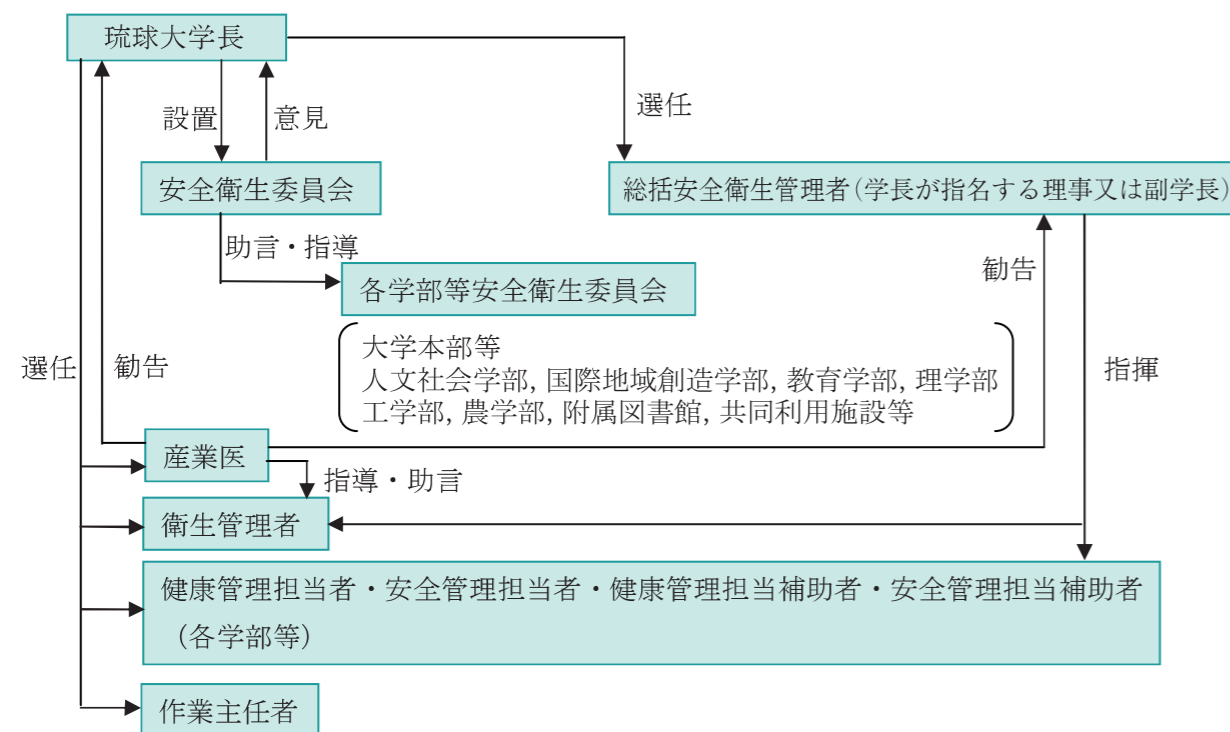 琉球大学長
設置
意見
選任
安全衛生委員会
総括安全衛生管理者(学長が指名する理事又は副学長)
助言・指導
勧告
各学部等安全衛生委員会
大学本部等
人文社会学部, 国際地域創造学部, 教育学部, 理学部
工学部, 農学部, 附属図書館, 共同利用施設等
選任
勧告
指揮
産業医
指導・助言
衛生管理者
健康管理担当者・安全管理担当者・健康管理担当補助者・安全管理担当補助者
(各学部等)
作業主任者